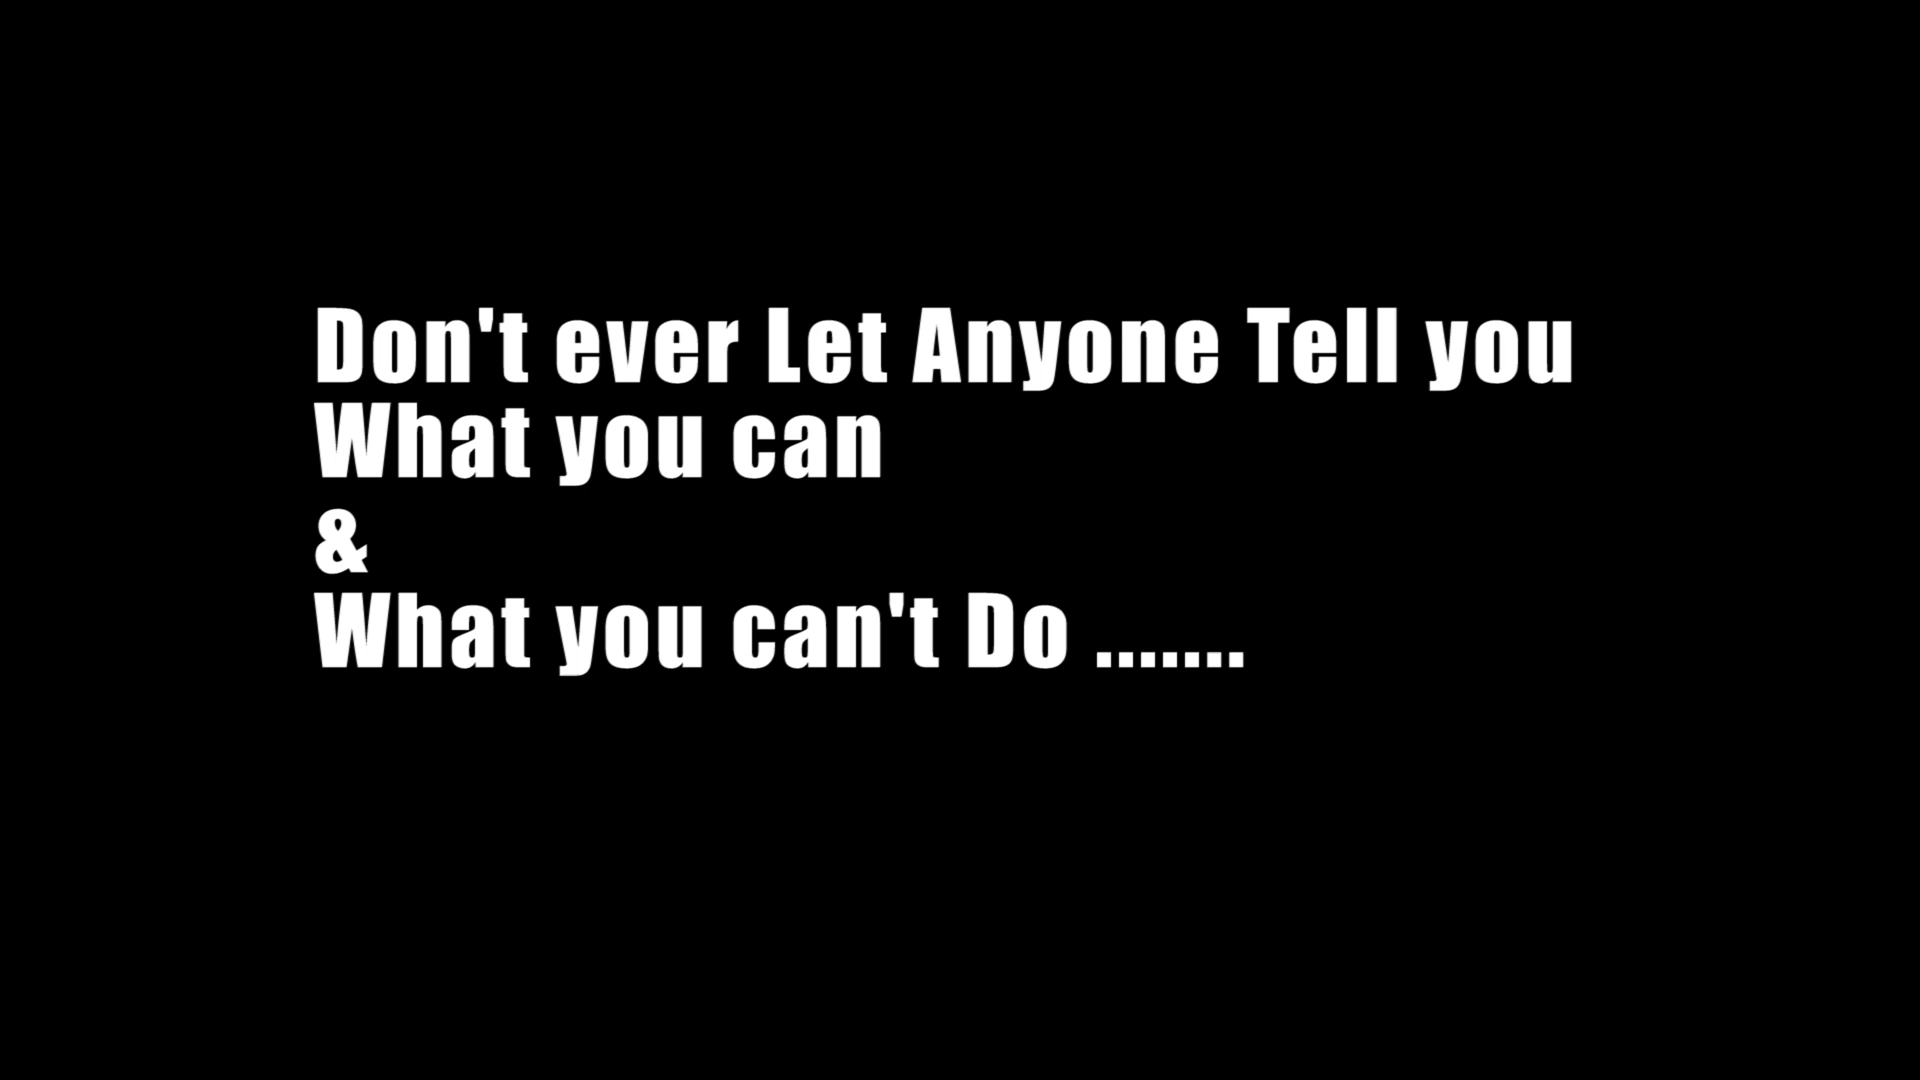 Don't ever Let Anyone Tell you
What you can
&
What you can't Do .......